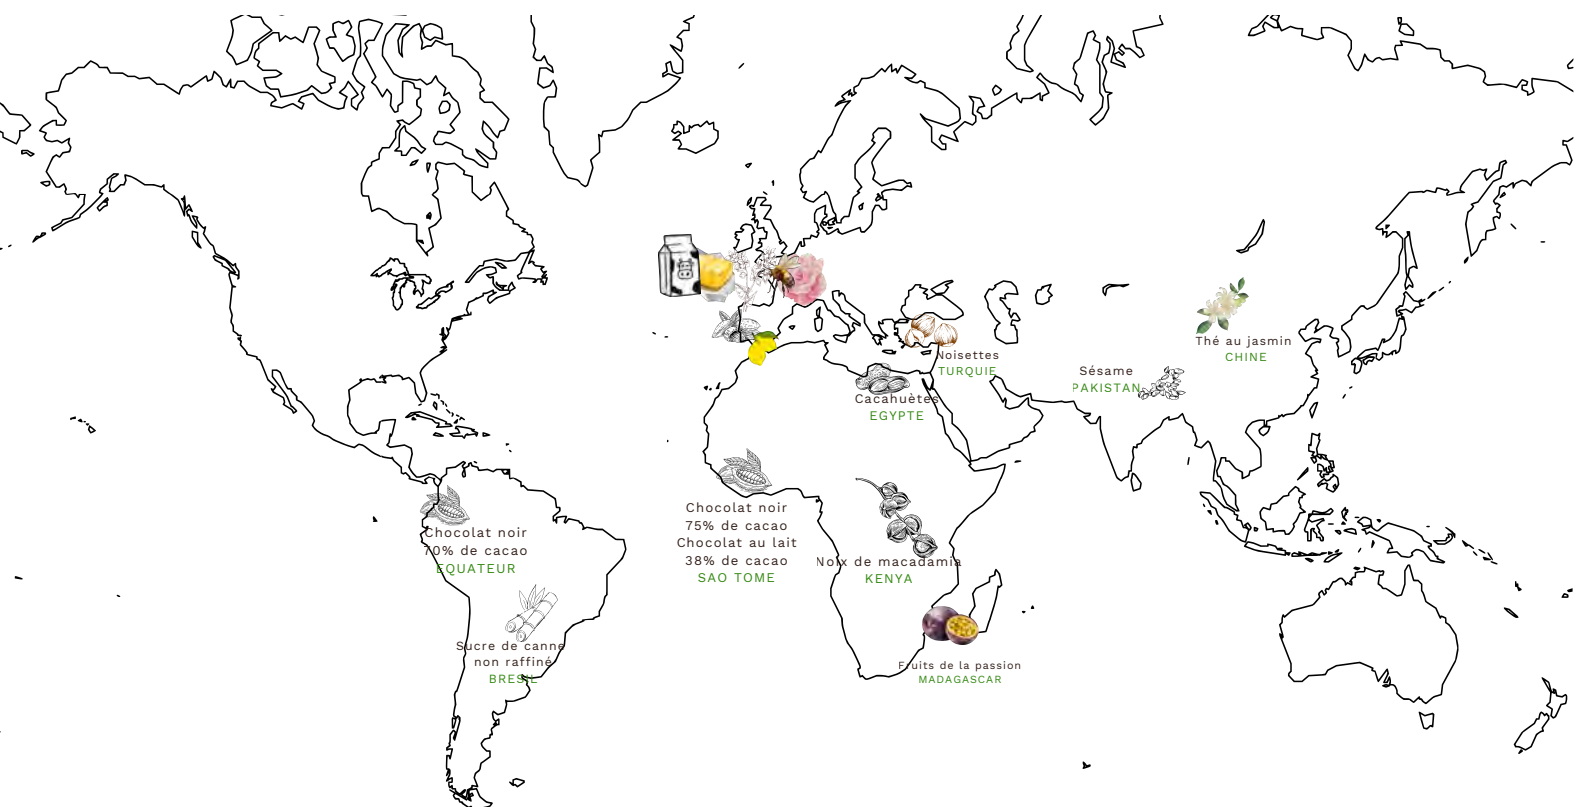 Thé au jasmin
CHINE
Noisettes
TURQUIE
Sésame
PAKISTAN
Cacahuètes
EGYPTE
Chocolat noir
75% de cacao
Chocolat au lait
38% de cacao
SAO TOME
Chocolat noir
70% de cacao
EQUATEUR
Noix de macadamia
KENYA
Sucre de canne
non raffiné
BRESIL
Fruits de la passion
MADAGASCAR